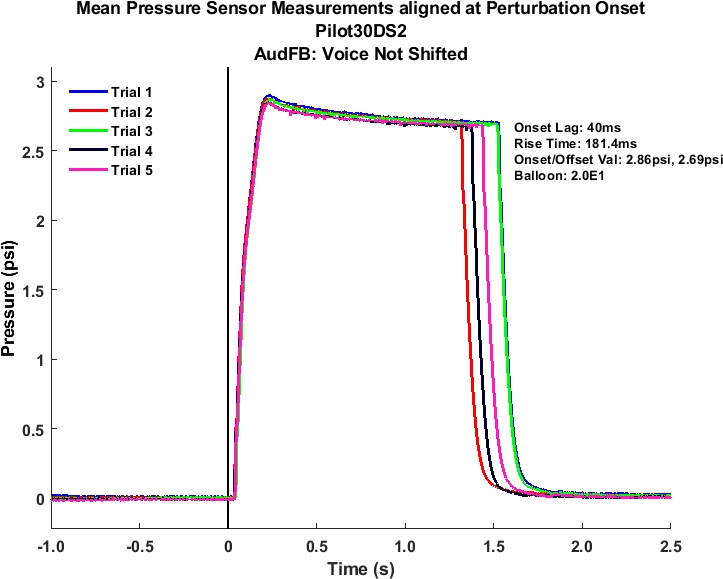 Mean Pressure Sensor Measurements aligned at Perturbation Onset
Pilot30DS2
AudFB: Voice Not Shifted
Trial 1
Trial 2
Trial 3
Trial 4
Trial 5
Onset Lag: 40ms
Rise Time: 181.4ms
Onset/Offset Val: 2.86psi, 2.69psi
Balloon: 2.0E1
Pressure (psi)
3
2.5
2
1.5
1
0.5
0
-1.0 -0.5 0 0.5 1.0 1.5 2.0 2.5
Time (s)